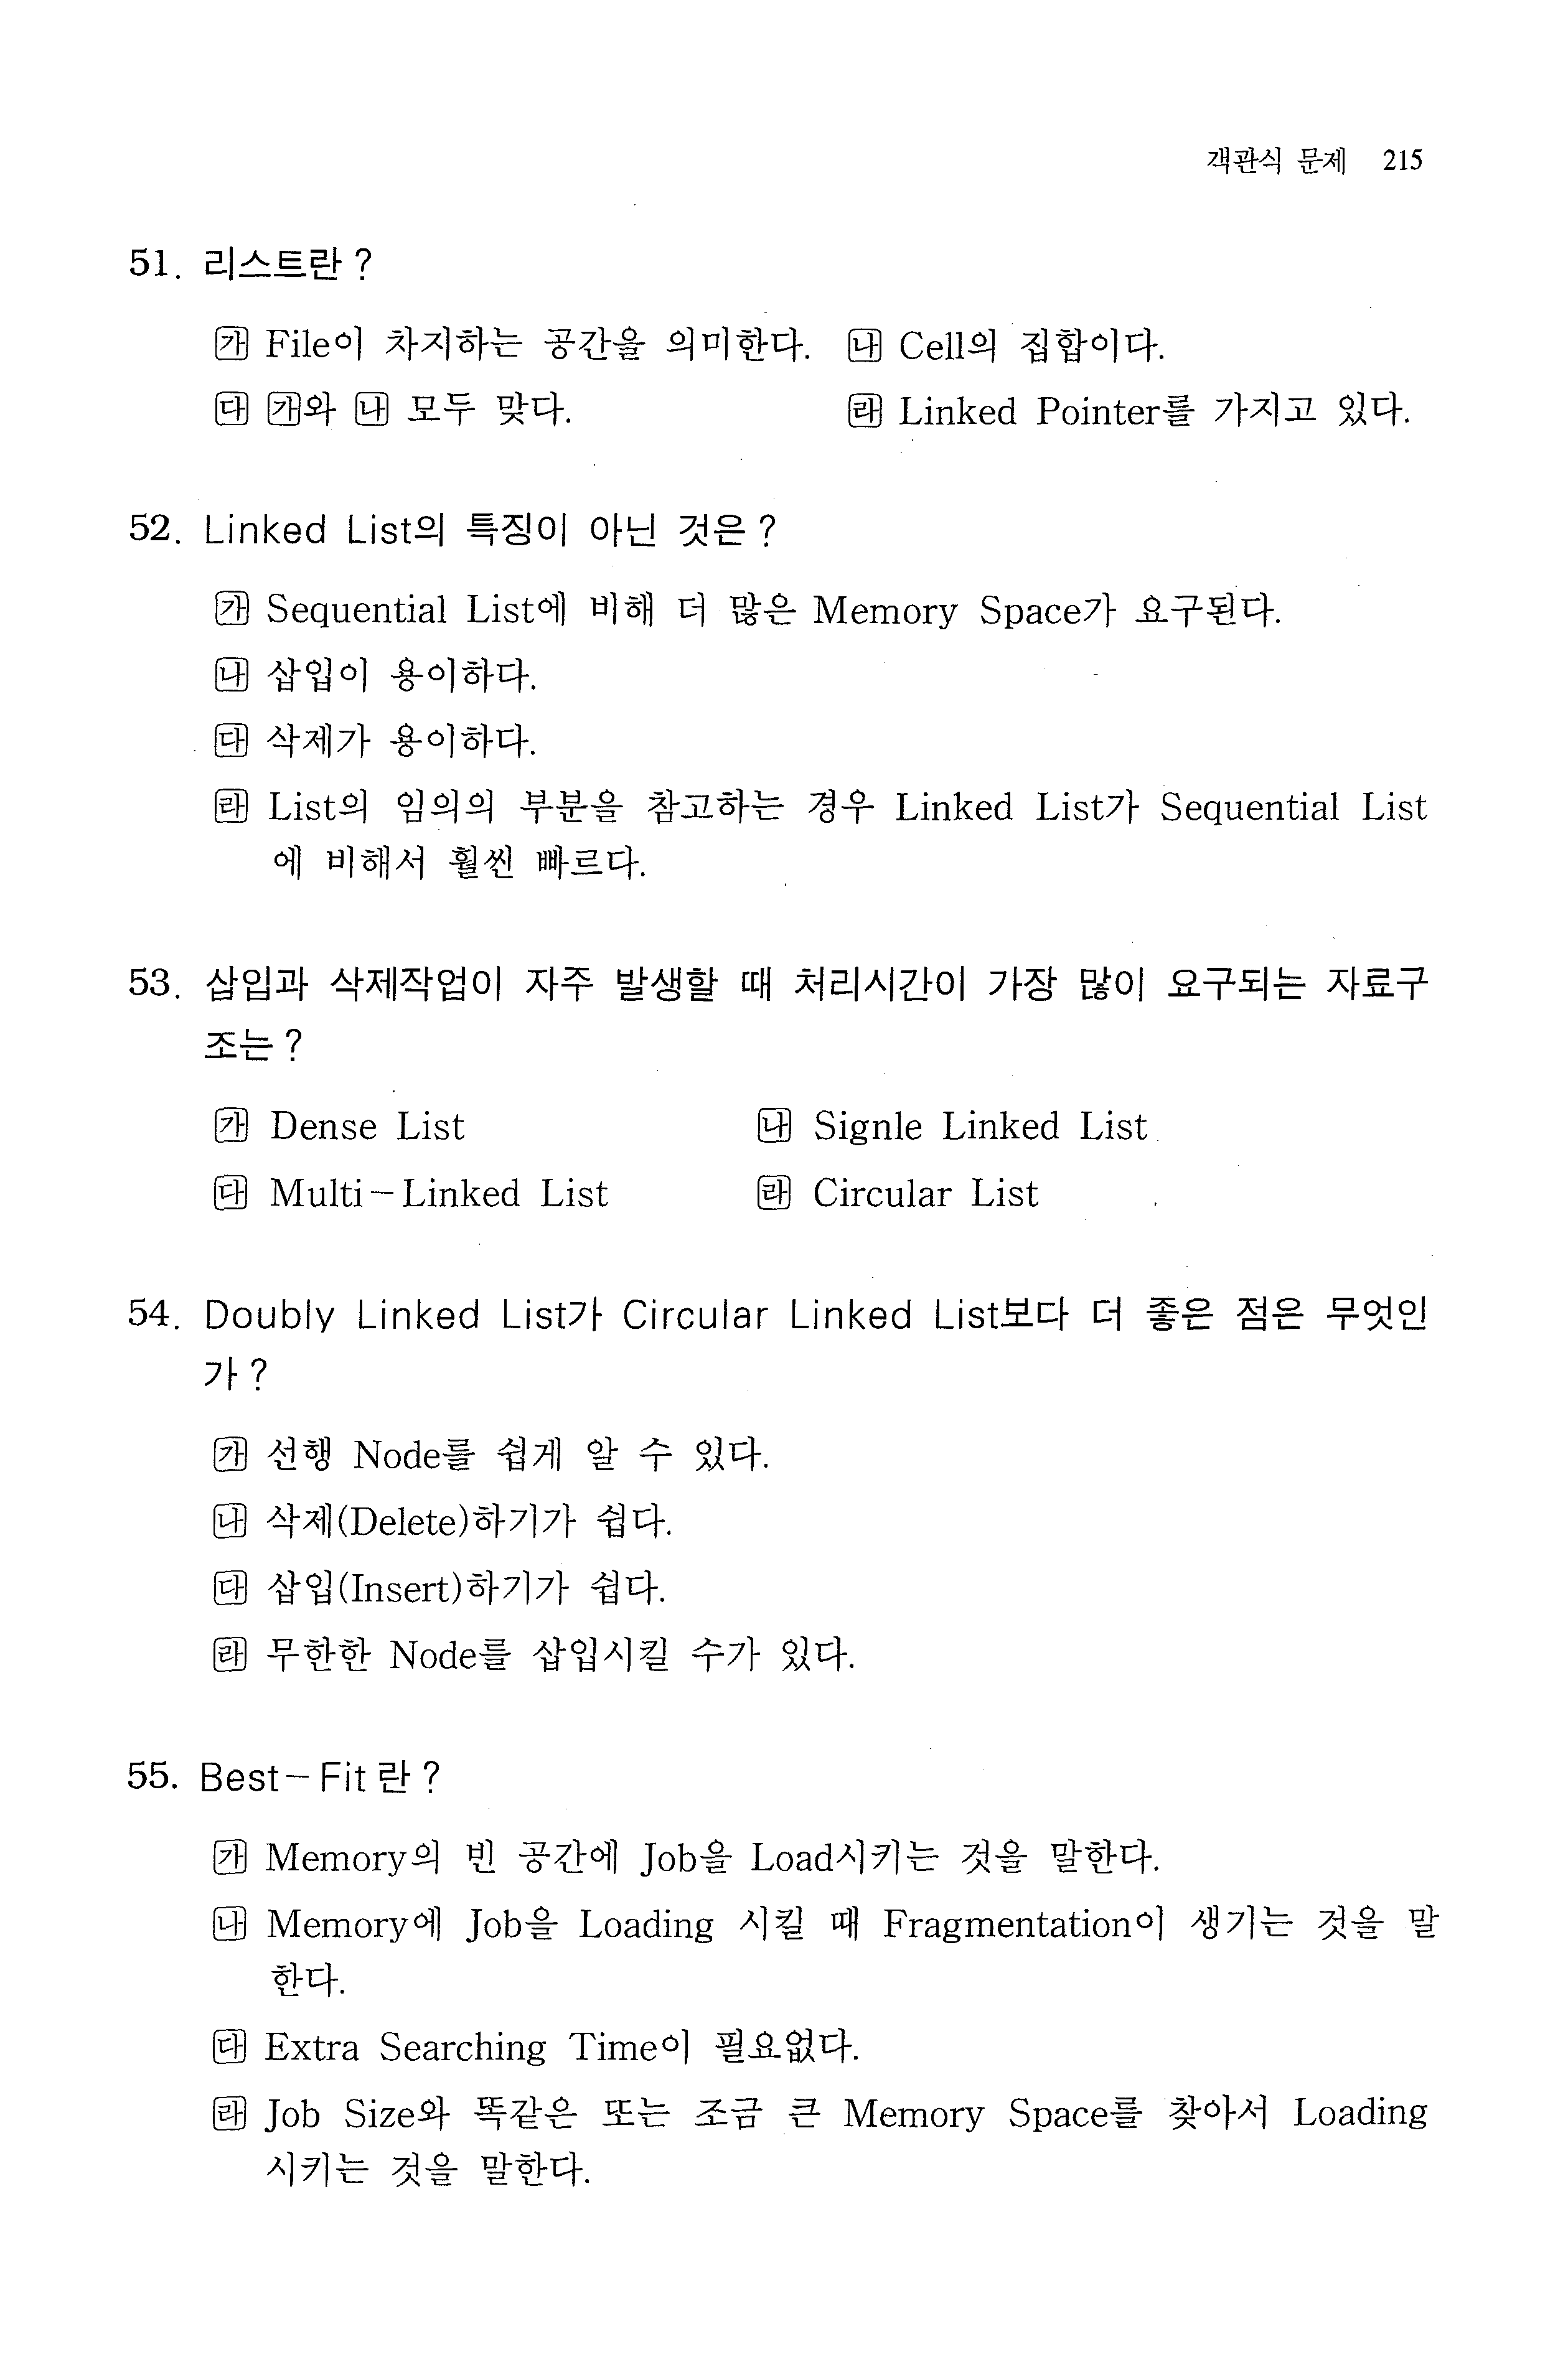 객관식 문제 215
51. 리스트란?
㉮ File이 차지하는 공간을 의미한다. ㉯ Cell의 집합이다.
㉰ ㉮와 ㉯ 모두 맞다. ㉱ Linked Pointer를 가지고 있다.
52. Linked List의 특징이 아닌 것은?
㉮ Sequential List에 비해 더 많은 Memory Space가 요구된다.
㉯ 삽입이 용이하다.
㉰ 삭제가 용이하다.
㉱ List의 임의의 부분을 참고하는 경우 Linked List가 Sequential List
에 비해서 훨씬 빠르다.
53. 삽입과 삭제작업이 자주 발생할 때 처리시간이 가장 많이 요구되는 자료구
조는?
㉮ Dense List ㉯ Signle Linked List
㉰ Multi-Linked List ㉱ Circular List
54. Doubly Linked List가 Circular Linked List보다 더 좋은 점은 무엇인
가?
㉮ 선행 Node를 쉽게 알 수 있다.
㉯ 삭제(Delete)하기가 쉽다.
㉰ 삽입(Insert)하기가 쉽다.
㉱ 무한한 Node를 삽입시킬 수가 있다.
55. Best-Fit란?
㉮ Memory의 빈 공간에 Job을 Load시키는 것을 말한다.
㉯ Memory에 Job을 Loading 시킬 때 Fragmentation이 생기는 것을 말
한다.
㉰ Extra Searching Time이 필요없다.
㉱ Job Size와 똑같은 또는 조금 큰 Memory Space를 찾아서 Loading
시키는 것을 말한다.